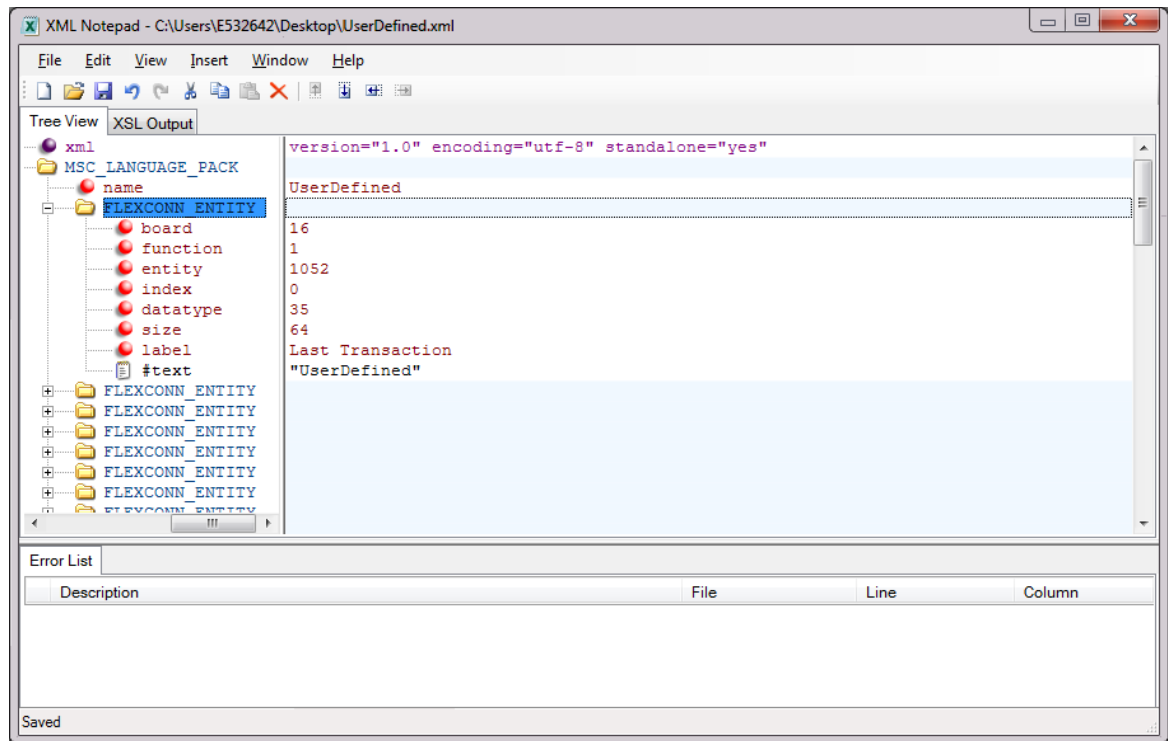 XML Notepad - C:\Users\E532642\Desktop\UserDefined.xml
File Edit View Insert Window Help
Tree View XSL Output
xml version="1.0" encoding="utf-8" standalone="yes"
MSC_LANGUAGE_PACK
name UserDefined
FLEXCONN_ENTITY
board 16
function 1
entity 1052
index 0
datatype 35
size 64
label Last Transaction
#text "UserDefined"
FLEXCONN_ENTITY
FLEXCONN_ENTITY
FLEXCONN_ENTITY
FLEXCONN_ENTITY
FLEXCONN_ENTITY
FLEXCONN_ENTITY
FLEXCONN_ENTITY
Error List
Description File Line Column
Saved